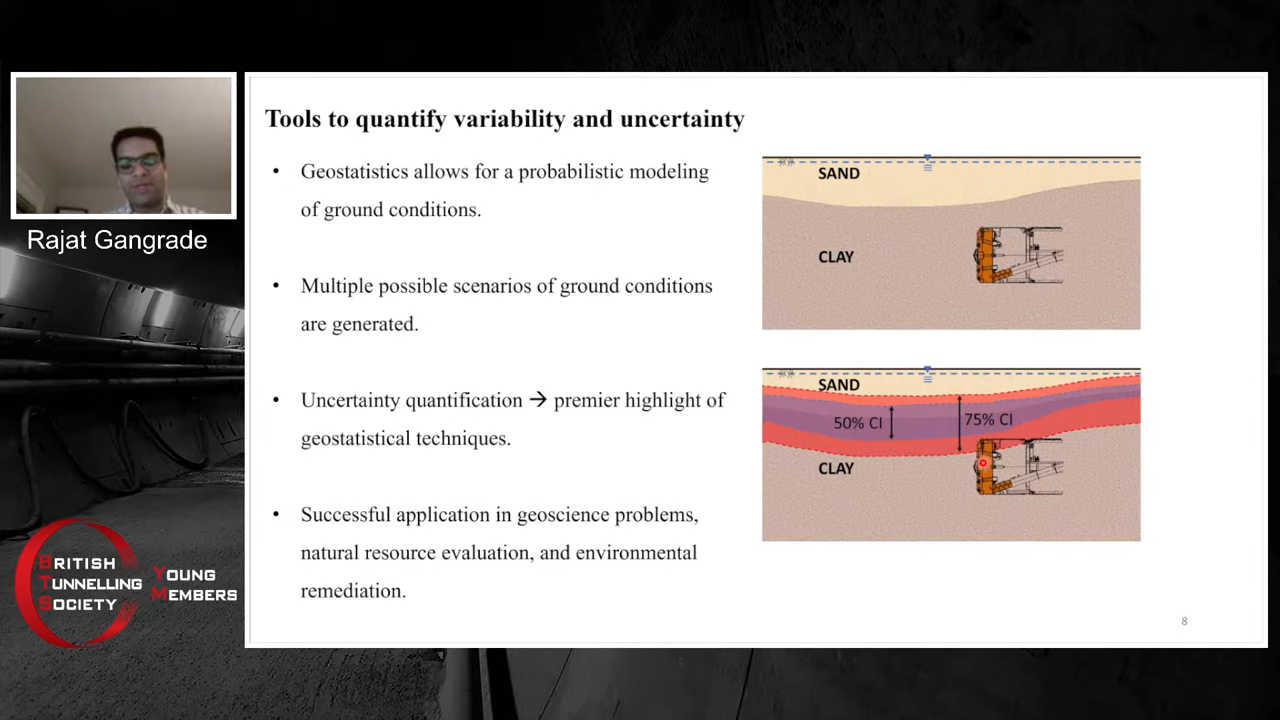 Tools to quantify variability and uncertainty
• Geostatistics allows for a probabilistic modeling
of ground conditions.
• Multiple possible scenarios of ground conditions
are generated.
• Uncertainty quantification → premier highlight of
geostatistical techniques.
• Successful application in geoscience problems,
natural resource evaluation, and environmental
remediation.
SAND
CLAY
SAND
50% CI
75% CI
CLAY
8
Rajat Gangrade
BRITISH
TUNNELLING
SOCIETY
YOUNG
MEMBERS